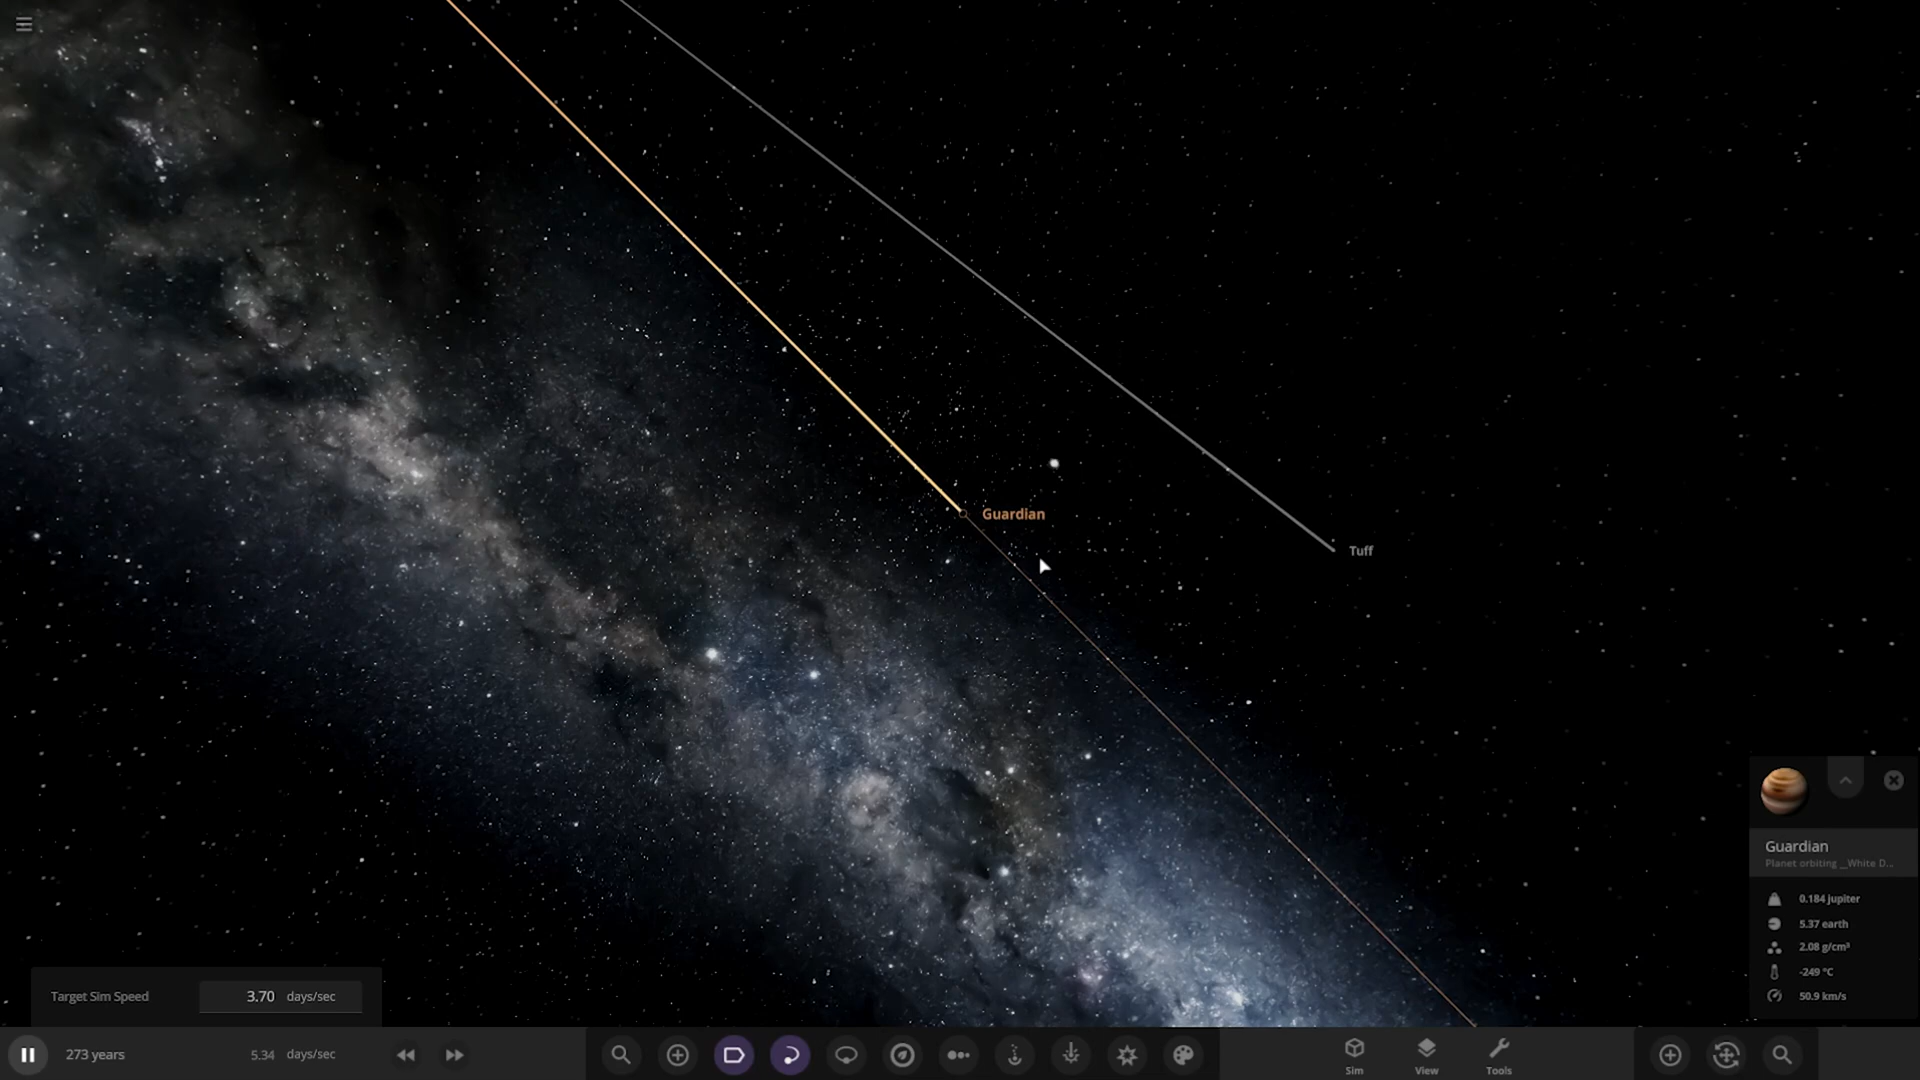 Guardian
Tuff
Guardian
Planet orbiting __White D...
0.184 jupiter
5.37 earth
2.08 g/cm³
-249 °C
50.9 km/s
Target Sim Speed 3.70 days/sec
273 years 5.34 days/sec
Sim View Tools